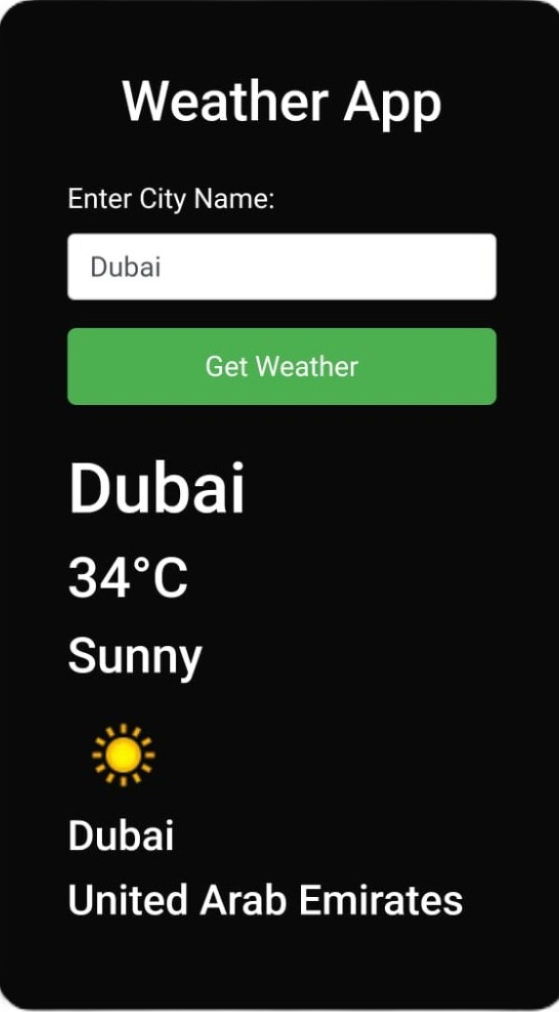 Weather App
Enter City Name:
Dubai
Get Weather
Dubai
34°C
Sunny
Dubai
United Arab Emirates